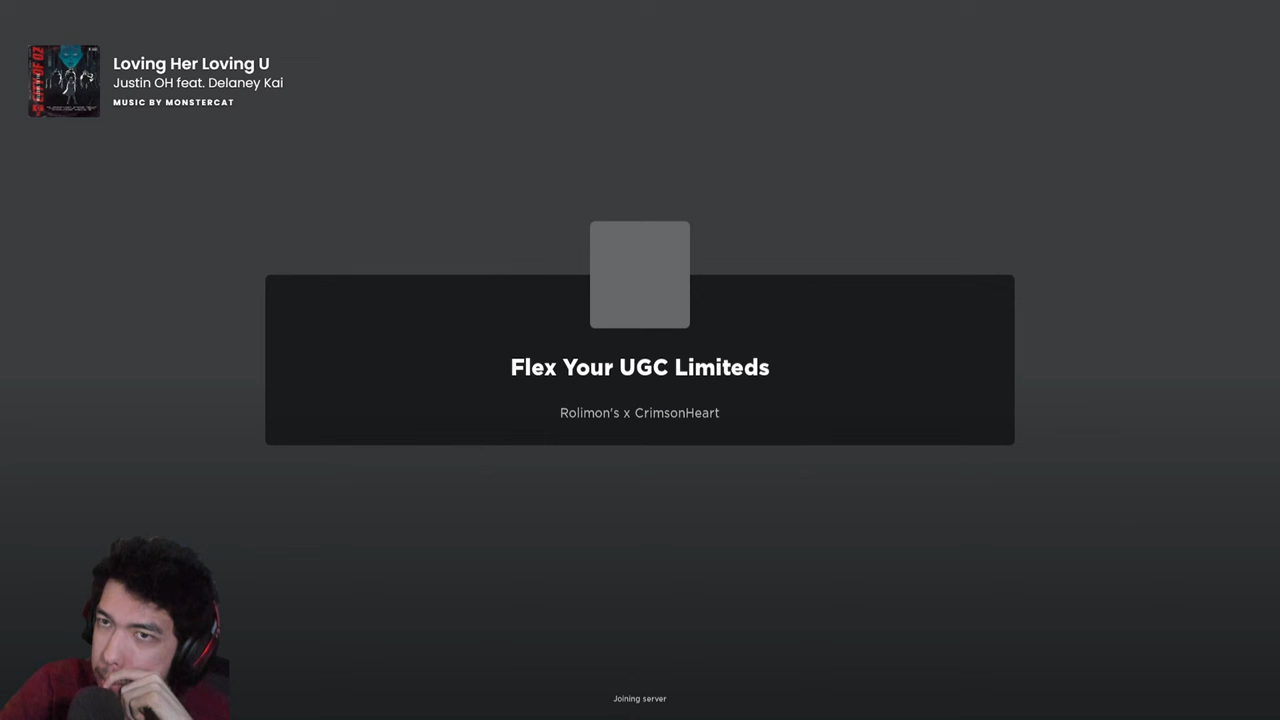 Loving Her Loving U
Justin OH feat. Delaney Kai
MUSIC BY MONSTERCAT
Flex Your UGC Limiteds
Rolimon's x CrimsonHeart
Joining server